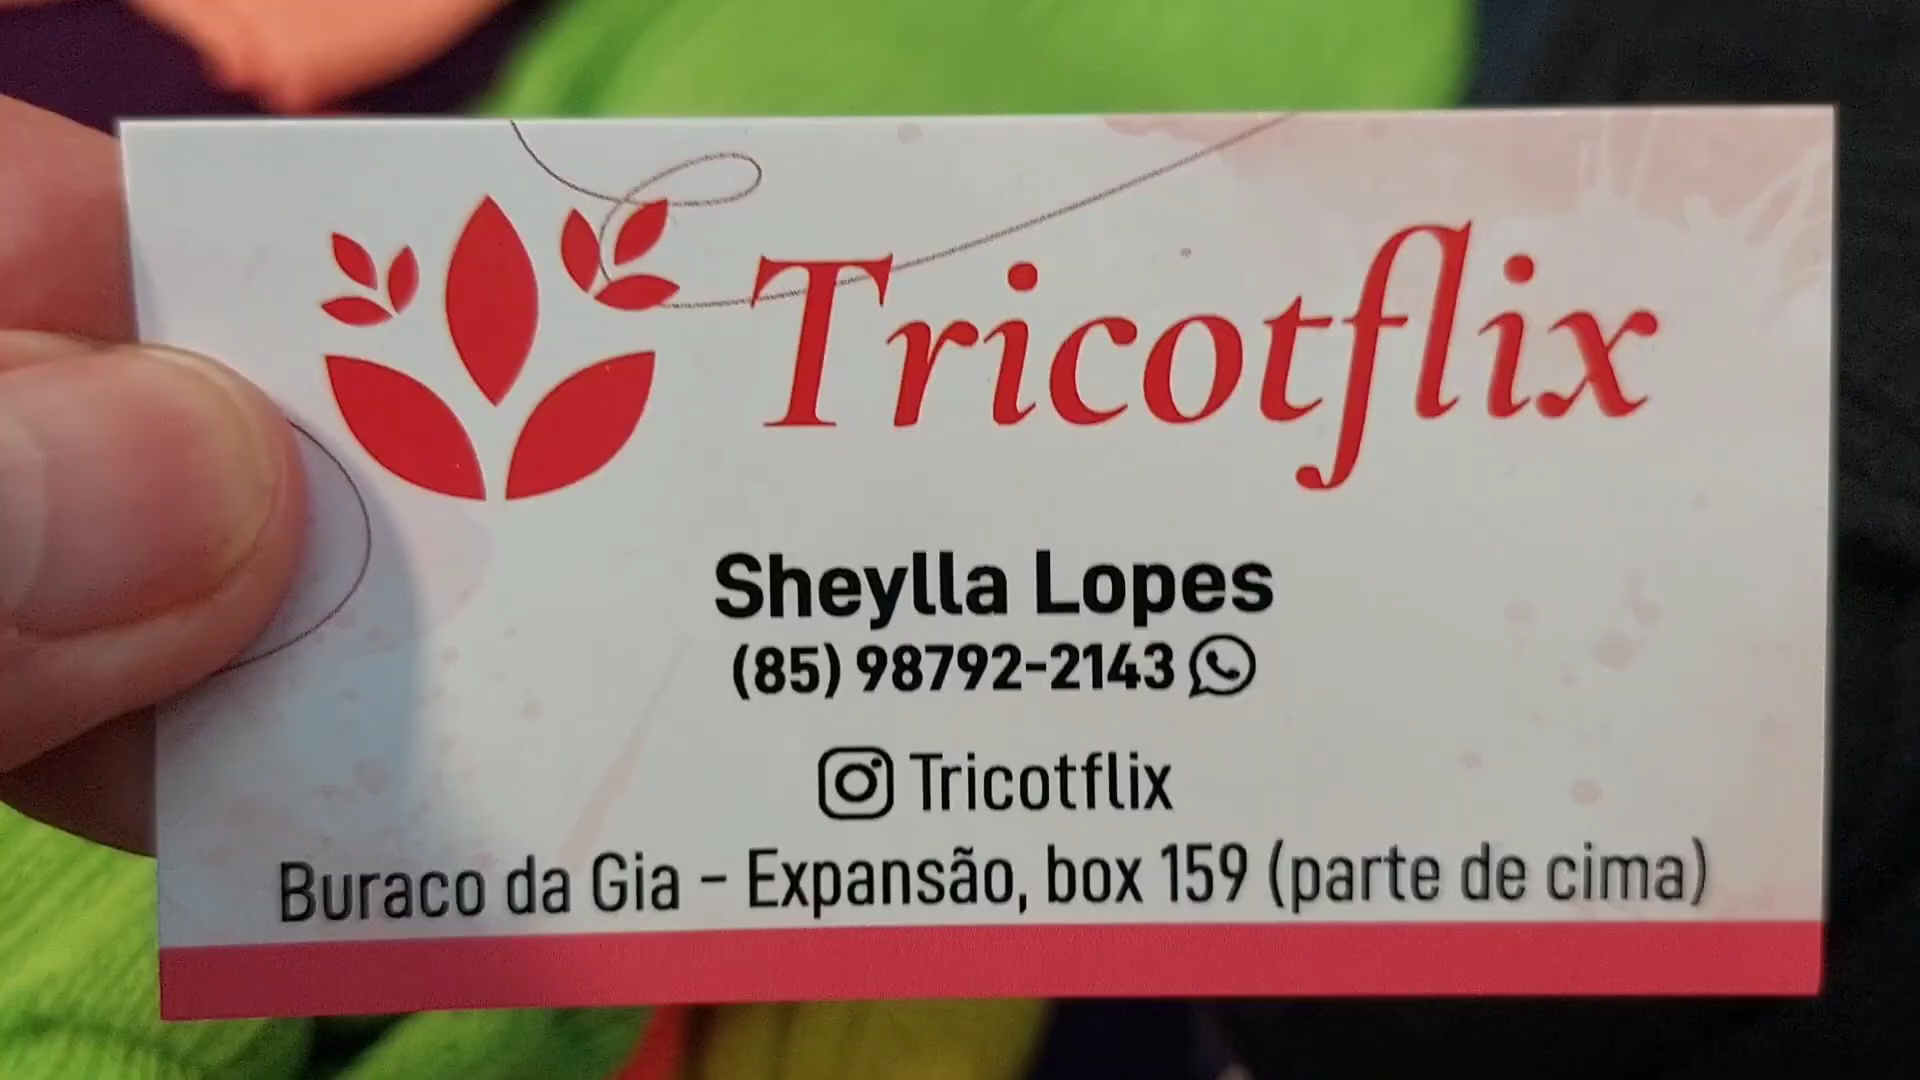 Tricotflix
Sheylla Lopes
(85) 98792-2143
Tricotflix
Buraco da Gia - Expansão, box 159 (parte de cima)